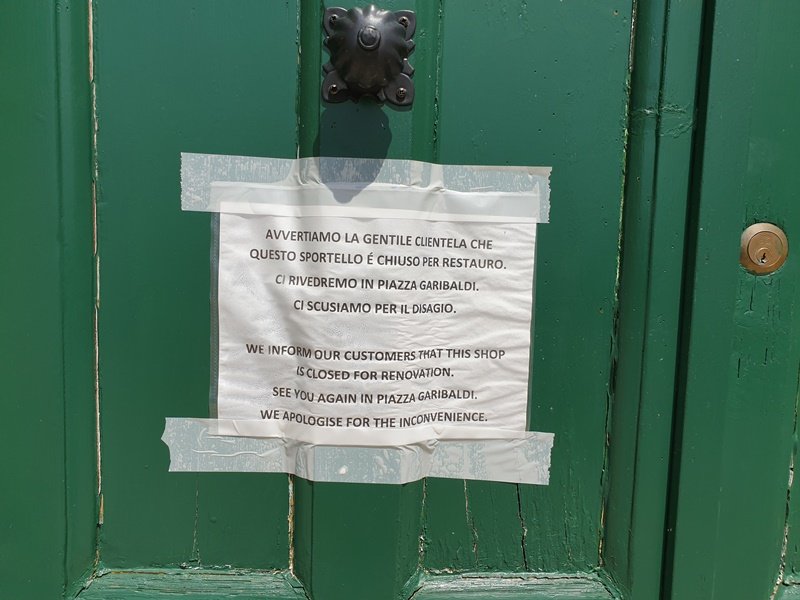 AVVERTIAMO LA GENTILE CLIENTELA CHE
QUESTO SPORTELLO É CHIUSO PER RESTAURO.
CI RIVEDREMO IN PIAZZA GARIBALDI.
CI SCUSIAMO PER IL DISAGIO.
WE INFORM OUR CUSTOMERS THAT THIS SHOP
IS CLOSED FOR RENOVATION.
SEE YOU AGAIN IN PIAZZA GARIBALDI.
WE APOLOGISE FOR THE INCONVENIENCE.